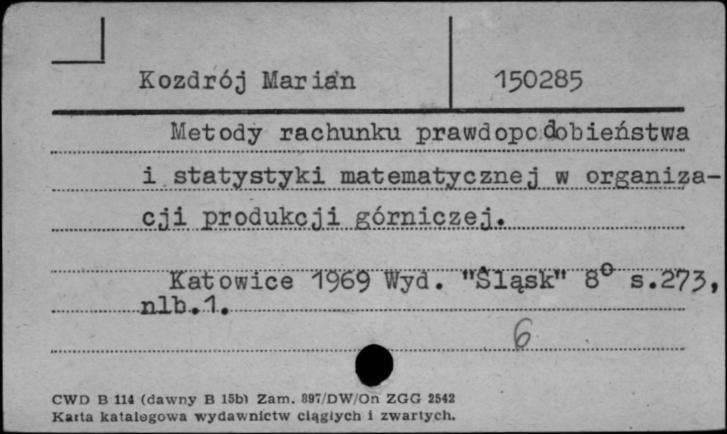 Kozdrój Marian 150285
Metody rachunku prawdopodobieństwa
i statystyki matematycznej w organiza-
cji produkcji górniczej.
Katowice 1969 Wyd. "Śląsk" 8° s.273,
nlb.1.
6
CWD B 114 (dawny B 15b) Zam. 897/DW/On ZGG 2542
Karta katalogowa wydawnictw ciągłych i zwartych.